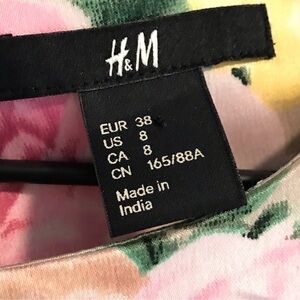 H&M
EUR 38
US 8
CA 8
CN 165/88A
Made in
India